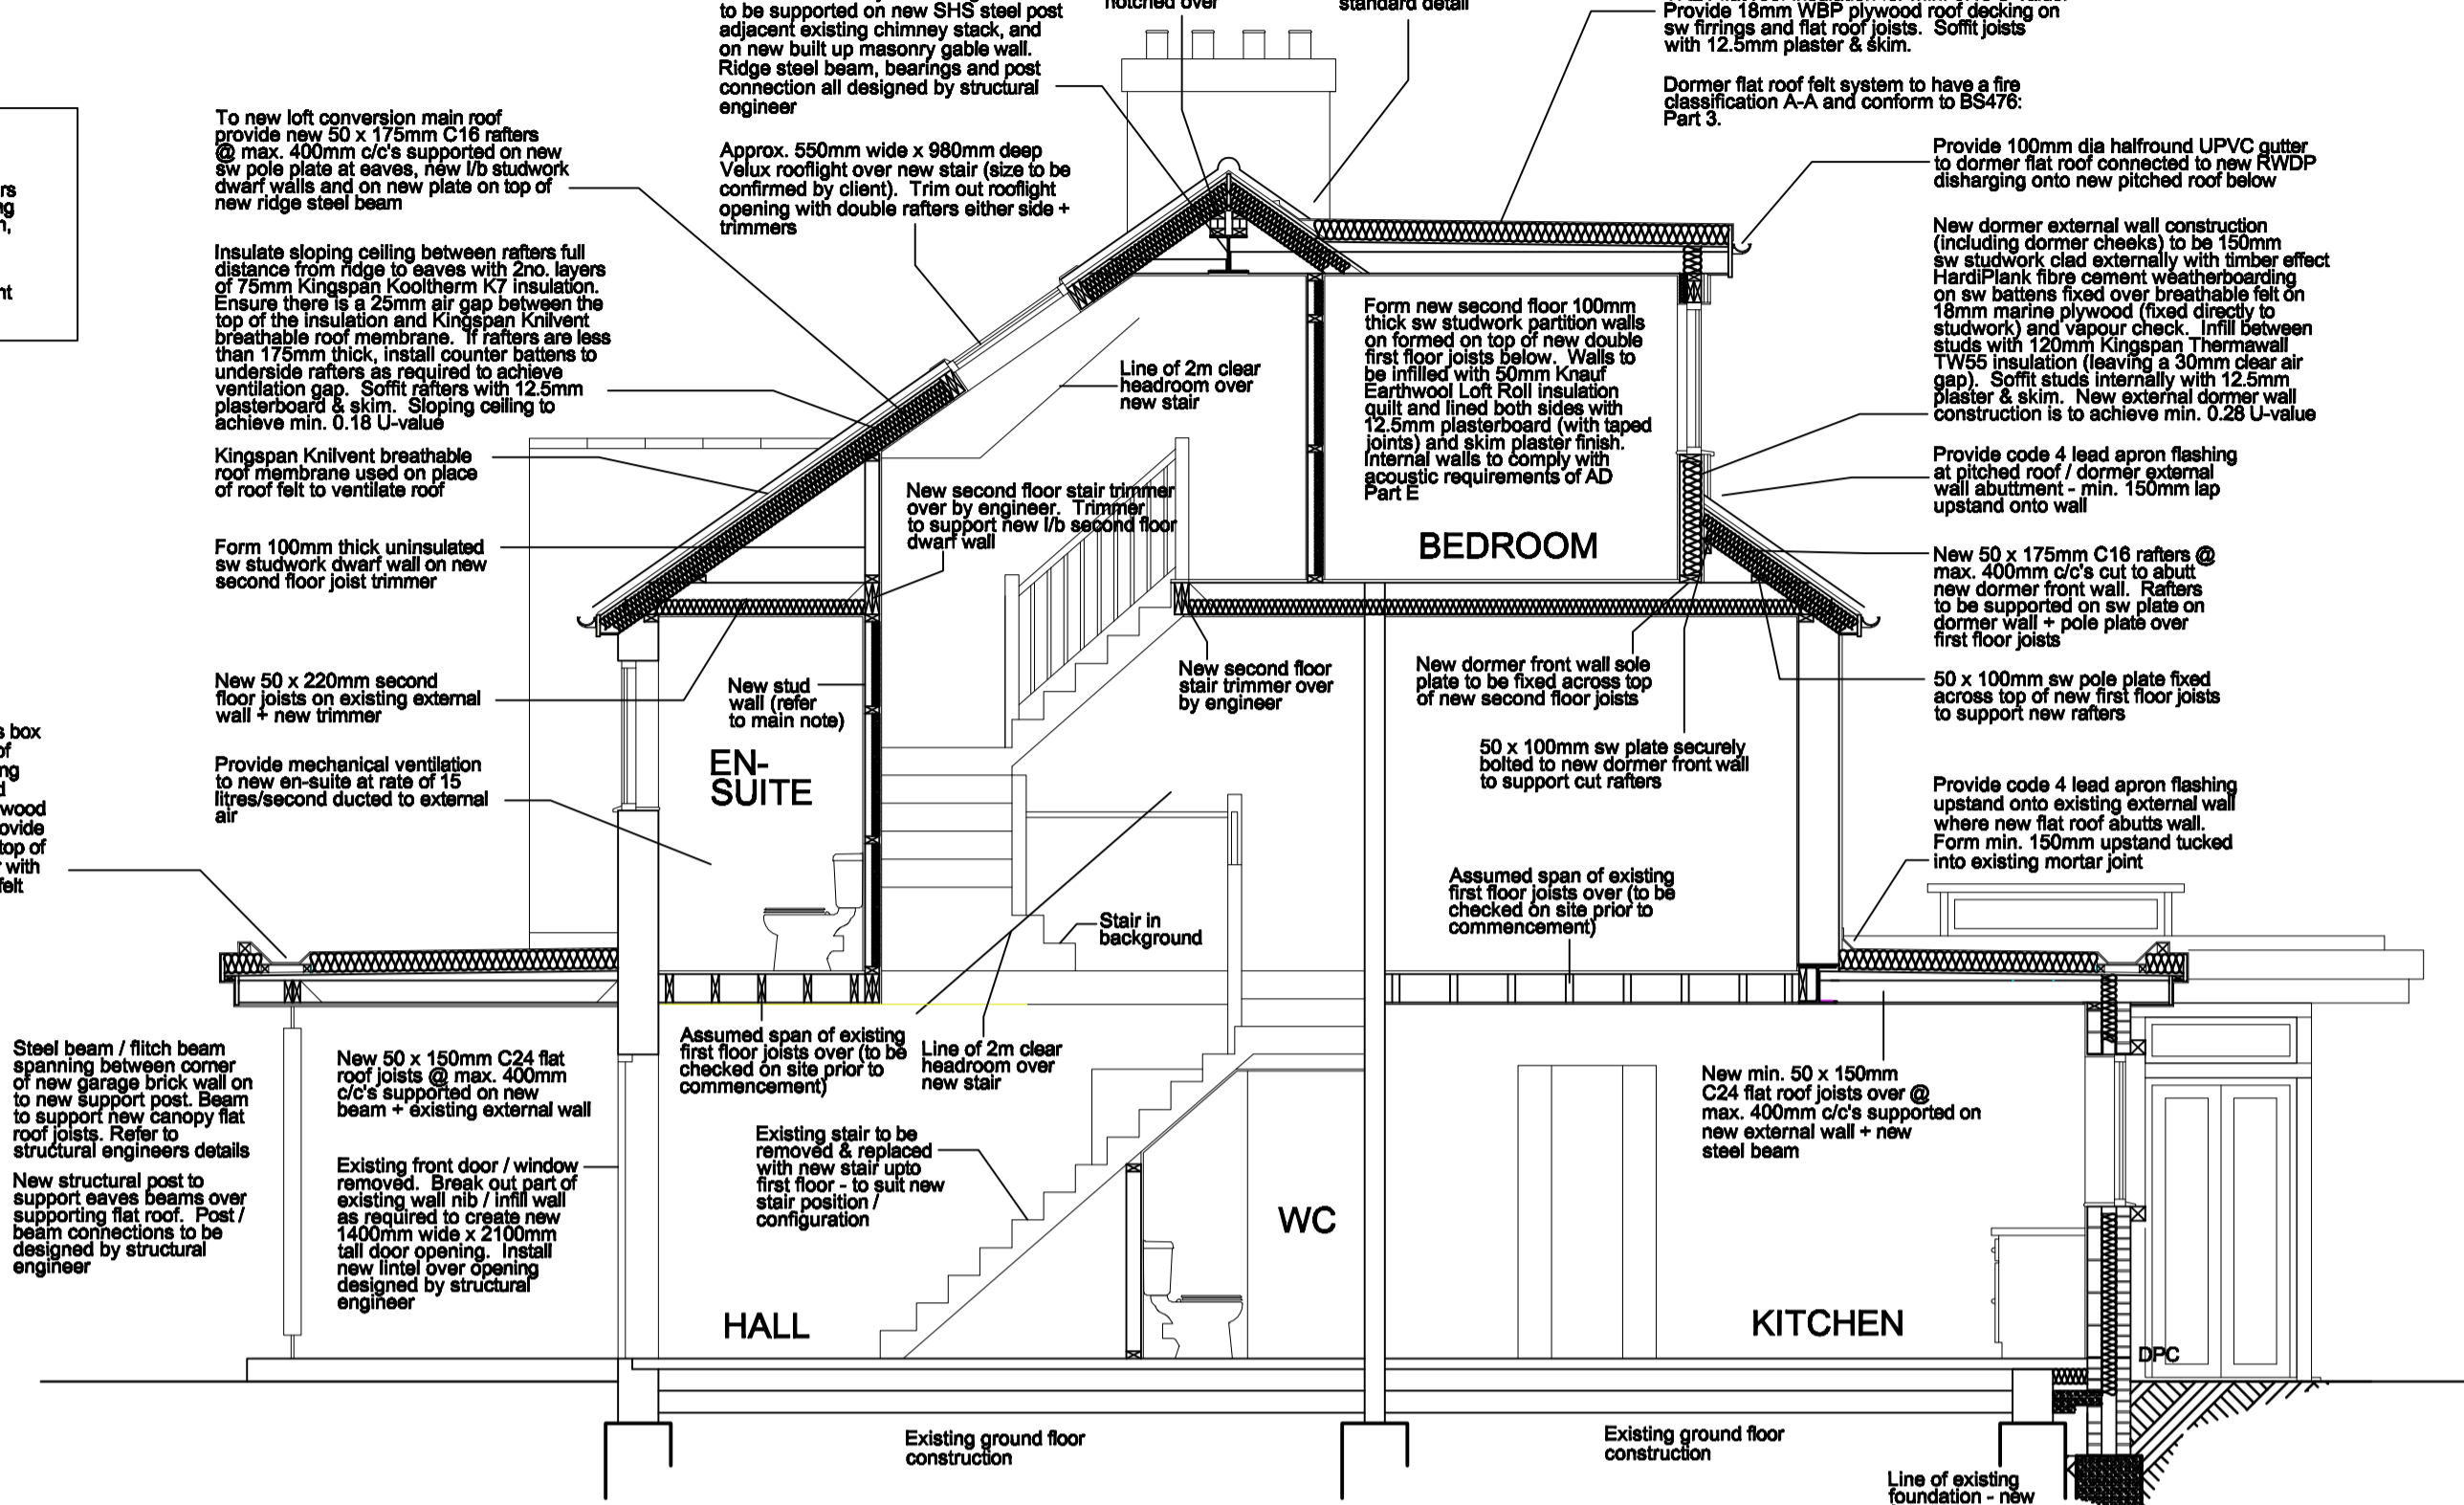 to be supported on new SHS steel post
adjacent existing chimney stack, and
on new built up masonry gable wall.
Ridge steel beam, bearings and post
connection all designed by structural
engineer
notched over
standard detail
Provide 18mm WBP plywood roof decking on
sw firrings and flat roof joists. Soffit joists
with 12.5mm plaster & skim.
Dormer flat roof felt system to have a fire
classification A-A and conform to BS476:
Part 3.
To new loft conversion main roof
provide new 50 x 175mm C16 rafters
@ max. 400mm c/c's supported on new
sw pole plate at eaves, new l/b studwork
dwarf walls and on new plate on top of
new ridge steel beam
Approx. 550mm wide x 980mm deep
Velux rooflight over new stair (size to be
confirmed by client). Trim out rooflight
opening with double rafters either side +
trimmers
Provide 100mm dia halfround UPVC gutter
to dormer flat roof connected to new RWDP
disharging onto new pitched roof below
Insulate sloping ceiling between rafters full
distance from ridge to eaves with 2no. layers
of 75mm Kingspan Kooltherm K7 insulation.
Ensure there is a 25mm air gap between the
top of the insulation and Kingspan Knilvent
breathable roof membrane. If rafters are less
than 175mm thick, install counter battens to
underside rafters as required to achieve
ventilation gap. Soffit rafters with 12.5mm
plasterboard & skim. Sloping ceiling to
achieve min. 0.18 U-value
New dormer external wall construction
(including dormer cheeks) to be 150mm
sw studwork clad externally with timber effect
HardiPlank fibre cement weatherboarding
on sw battens fixed over breathable felt on
18mm marine plywood (fixed directly to
studwork) and vapour check. Infill between
studs with 120mm Kingspan Thermawall
TW55 insulation (leaving a 30mm clear air
gap). Soffit studs internally with 12.5mm
plaster & skim. New external dormer wall
construction is to achieve min. 0.28 U-value
Form new second floor 100mm
thick sw studwork partition walls
on formed on top of new double
first floor joists below. Walls to
be infilled with 50mm Knauf
Earthwool Loft Roll insulation
quilt and lined both sides with
12.5mm plasterboard (with taped
joints) and skim plaster finish.
Internal walls to comply with
acoustic requirements of AD
Part E
Line of 2m clear
headroom over
new stair
Kingspan Knilvent breathable
roof membrane used on place
of roof felt to ventilate roof
Provide code 4 lead apron flashing
at pitched roof / dormer external
wall abuttment - min. 150mm lap
upstand onto wall
New second floor stair trimmer
over by engineer. Trimmer
to support new l/b second floor
dwarf wall
BEDROOM
Form 100mm thick uninsulated
sw studwork dwarf wall on new
second floor joist trimmer
New 50 x 175mm C16 rafters @
max. 400mm c/c's cut to abutt
new dormer front wall. Rafters
to be supported on sw plate on
dormer wall + pole plate over
first floor joists
New 50 x 220mm second
floor joists on existing external
wall + new trimmer
New stud
wall (refer
to main note)
New second floor
stair trimmer over
by engineer
New dormer front wall sole
plate to be fixed across top
of new second floor joists
50 x 100mm sw pole plate fixed
across top of new first floor joists
to support new rafters
50 x 100mm sw plate securely
bolted to new dormer front wall
to support cut rafters
EN-
SUITE
Provide mechanical ventilation
to new en-suite at rate of 15
litres/second ducted to external
air
Provide code 4 lead apron flashing
upstand onto existing external wall
where new flat roof abutts wall.
Form min. 150mm upstand tucked
into existing mortar joint
box
of
top of
with
felt
Stair in
background
Assumed span of existing
first floor joists over (to be
checked on site prior to
commencement)
Steel beam / flitch beam
spanning between corner
of new garage brick wall on
to new support post. Beam
to support new canopy flat
roof joists. Refer to
structural engineers details
New structural post to
support eaves beams over
supporting flat roof. Post /
beam connections to be
designed by structural
engineer
New 50 x 150mm C24 flat
roof joists @ max. 400mm
c/c's supported on new
beam + existing external wall
Existing front door / window
removed. Break out part of
existing wall nib / infill wall
as required to create new
1400mm wide x 2100mm
tall door opening. Install
new lintel over opening
designed by structural
engineer
Assumed span of existing
first floor joists over (to be
checked on site prior to
commencement)
Line of 2m clear
headroom over
new stair
Existing stair to be
removed & replaced
with new stair upto
first floor - to suit new
stair position /
configuration
New min. 50 x 150mm
C24 flat roof joists over @
max. 400mm c/c's supported on
new external wall + new
steel beam
WC
HALL
KITCHEN
DPC
Existing ground floor
construction
Existing ground floor
construction
Line of existing
foundation - new